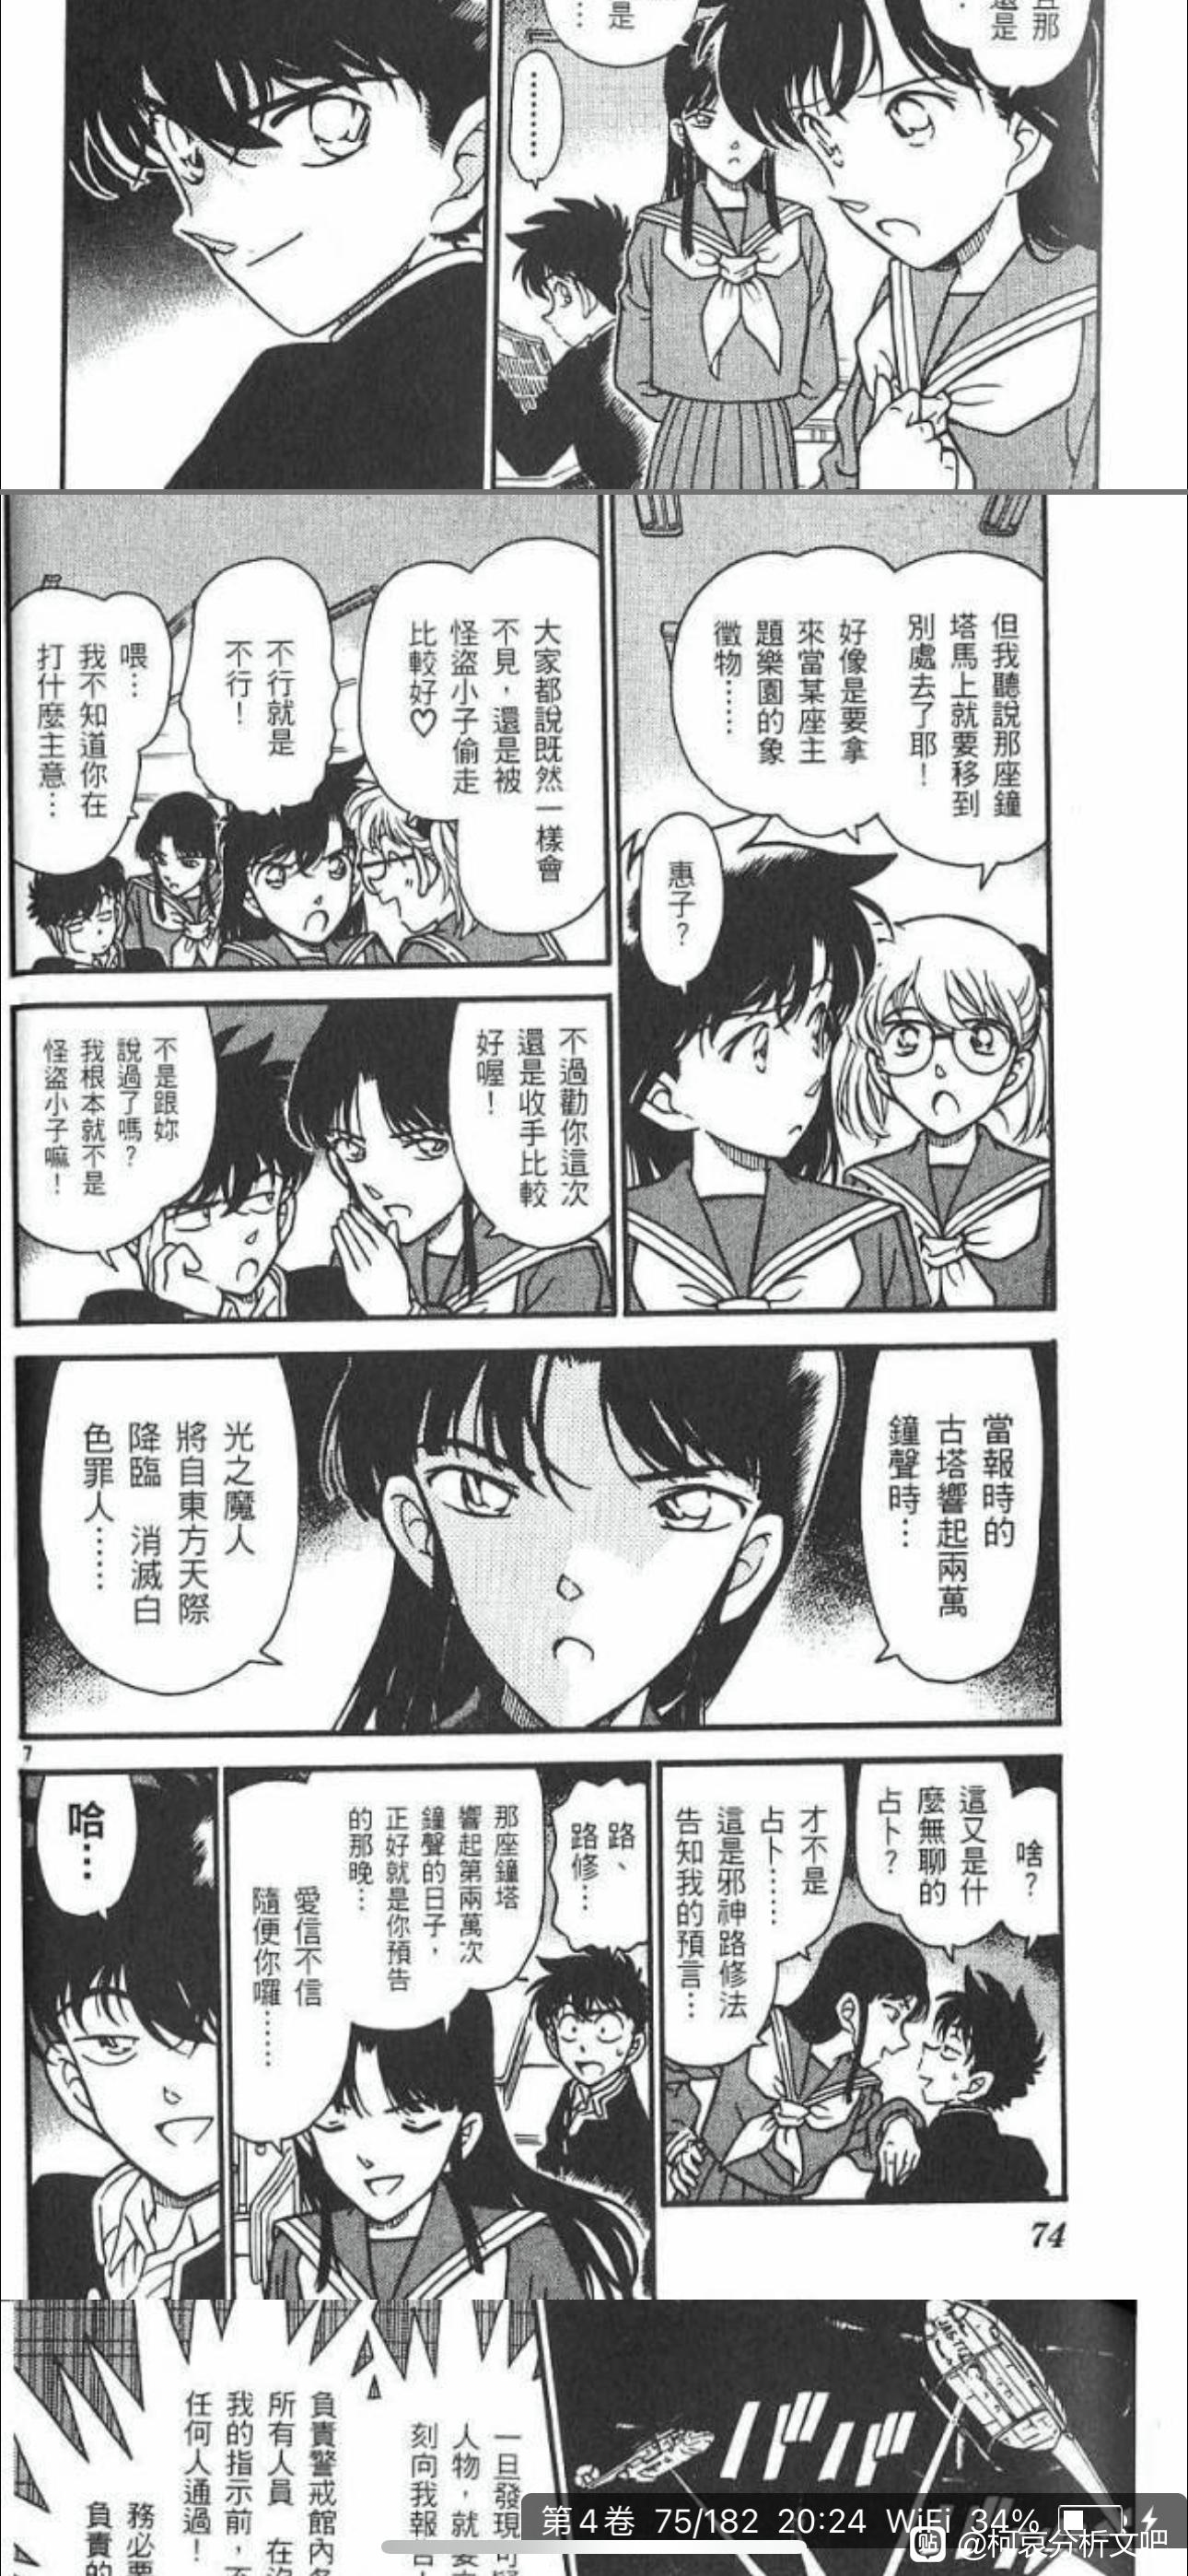 且那
還是
是
…
………
但我聽說那座鐘
塔馬上就要移到
別處去了耶！
好像是要拿
來當某座主
題樂園的象
徵物……
惠子？
大家都說既然一樣會
不見，還是被
怪盜小子偷走
比較好♡
不行就是
不行！
喂…
我不知道你在
打什麼主意…
不過勸你這次
還是收手比較
好喔！
不是跟妳
說過了嗎？
我根本就不是
怪盜小子嘛！
當報時的
古塔響起兩萬
鐘聲時…
光之魔人
將自東方天際
降臨 消滅白
色罪人……
7
啥？
這又是什
麼無聊的
占卜？
才不是
占卜……
這是邪神路修法
告知我的預言…
路、
路修…
那座鐘塔
響起第兩萬次
鐘聲的日子，
正好就是你預告
的那晚…
愛信不信
隨便你囉……
哈…
74
一旦發現
人物，就
刻向我報
負責警戒館內各
所有人員 在沒
我的指示前，不
任何人通過！
務必要
負責的
第4卷 75/182 20:24 WiFi 34%
貼 @柯哀分析文吧